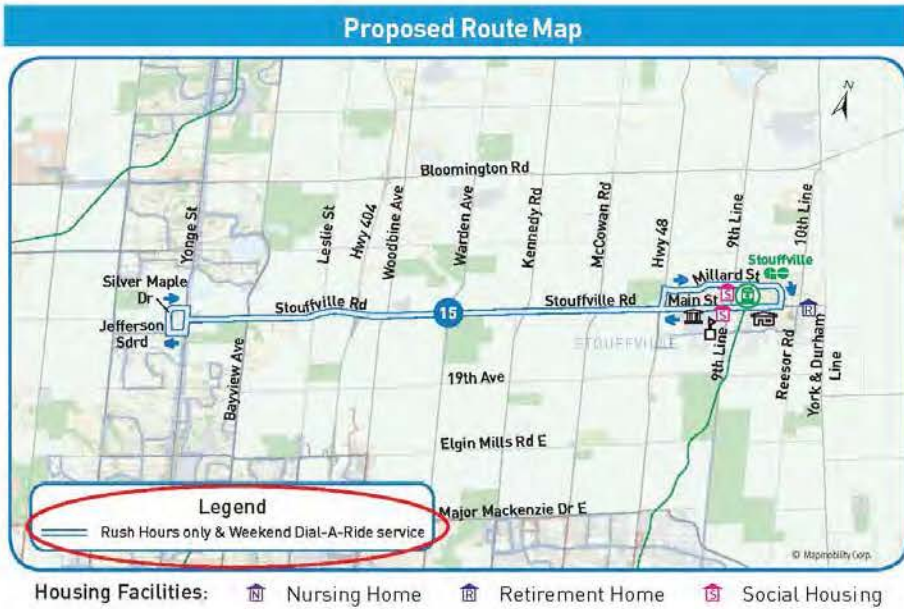 Proposed Route Map
N
Bloomington Rd
Yonge St
Leslie St
Hwy 404
Woodbine Ave
Warden Ave
Kennedy Rd
McCowan Rd
Hwy 48
9th Line
10th Line
Stouffville
GO
Silver Maple
Dr
Millard St
S
Main St
Stouffville Rd
15
Stouffville Rd
R
Jefferson
Sdrd
S
STOUFFVILLE
Bayview Ave
19th Ave
9th Line
Reesor Rd
York & Durham
Line
Elgin Mills Rd E
Major Mackenzie Dr E
Legend
Rush Hours only & Weekend Dial-A-Ride service
© Mapmobility Corp.
Housing Facilities: N Nursing Home R Retirement Home S Social Housing